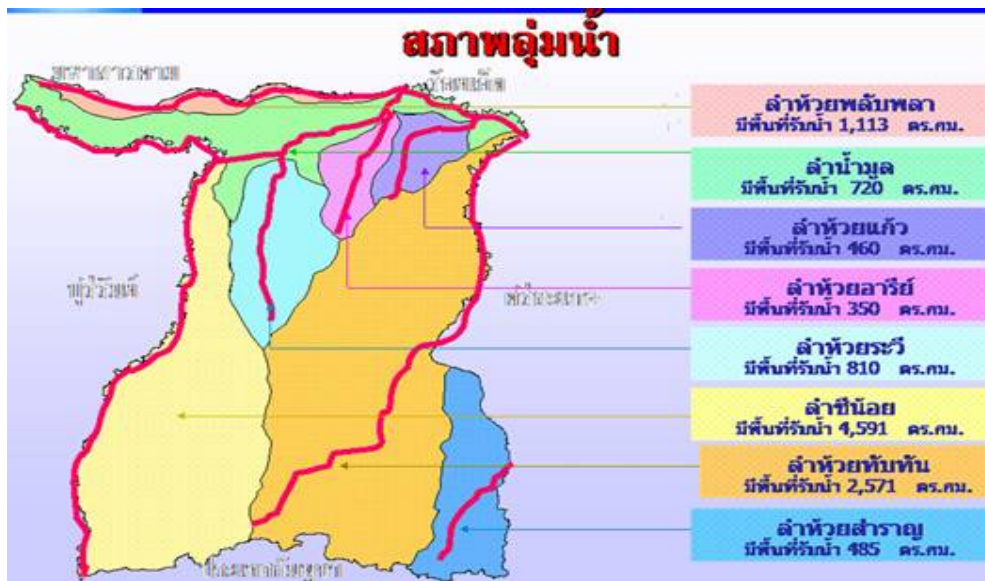 สภาพลุ่มน้ำ
ลำห้วยพลับพลา
มีพื้นที่รับน้ำ 1,113 ตร.กม.
ลำน้ำมูล
มีพื้นที่รับน้ำ 720 ตร.กม.
ลำห้วยแก้ว
มีพื้นที่รับน้ำ 460 ตร.กม.
ลำห้วยอารีย์
มีพื้นที่รับน้ำ 350 ตร.กม.
ลำห้วยระวี
มีพื้นที่รับน้ำ 810 ตร.กม.
ลำชีน้อย
มีพื้นที่รับน้ำ 4,591 ตร.กม.
ลำห้วยทับทัน
มีพื้นที่รับน้ำ 2,571 ตร.กม.
ลำห้วยสำราญ
มีพื้นที่รับน้ำ 485 ตร.กม.